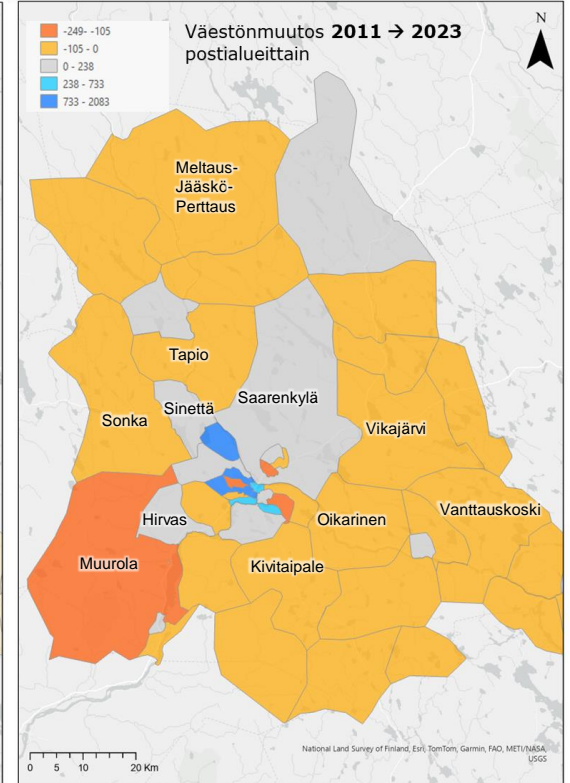 -249- -105
-105 - 0
0 - 238
238 - 733
733 - 2083
Väestönmuutos 2011 → 2023
postialueittain
N
Meltaus-
Jääskö-
Perttaus
Tapio
Sinettä
Saarenkylä
Sonka
Vikajärvi
Hirvas
Oikarinen
Vanttauskoski
Muurola
Kivitaipale
National Land Survey of Finland, Esri, TomTom, Garmin, FAO, METI/NASA,
USGS
0 5 10 20 Km